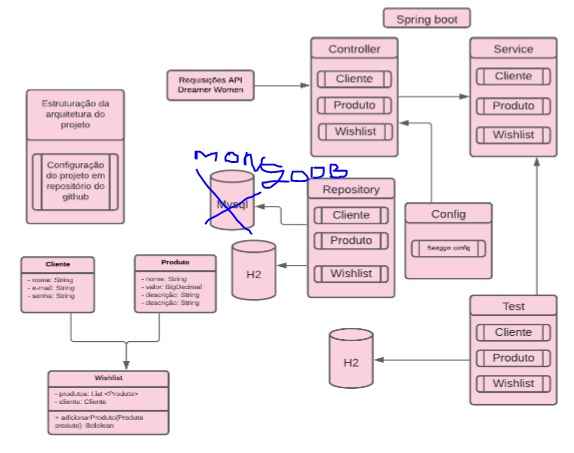 Spring boot
Controller
Cliente
Produto
Wishlist
Service
Cliente
Produto
Wishlist
Requisições API
Dreamer Women
Estruturação da
arquitetura do
projeto
Configuração
do projeto em
repositório do
github
MONGODB
Mysql
Repository
Cliente
Produto
Wishlist
H2
Config
Swagger config
Cliente
- nome: String
- e-mail: String
- senha: String
Produto
- nome: String
- valor: BigDecimal
- descrição: String
- descrição: String
Test
Cliente
Produto
Wishlist
H2
Wishlist
- produtos: List <Produto>
- cliente: Cliente
+ adicionarProduto(Produto
produto): Bololean